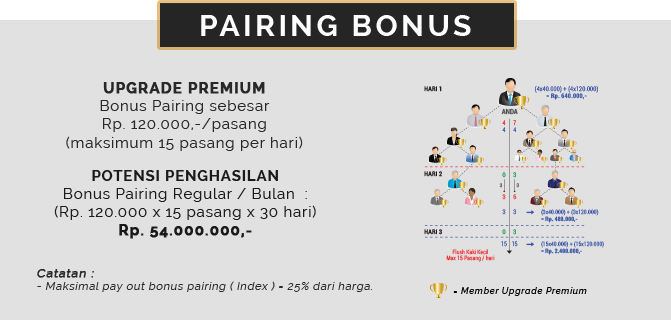 PAIRING BONUS
UPGRADE PREMIUM
Bonus Pairing sebesar
Rp. 120.000,-/pasang
(maksimum 15 pasang per hari)
POTENSI PENGHASILAN
Bonus Pairing Regular / Bulan :
(Rp. 120.000 x 15 pasang x 30 hari)
Rp. 54.000.000,-
Catatan :
- Maksimal pay out bonus pairing ( Index ) = 25% dari harga.
HARI 1
(4x40.000) + (4x120.000)
= Rp. 640.000,-
ANDA
4 7
4 4
HARI 2
0 3
3 3
3 6
3 3
(3x40.000) + (3x120.000)
= Rp. 480.000,-
HARI 3
0 3
15 15
(15x40.000) + (15x120.000)
= Rp. 2.400.000,-
Flush Kaki Kecil
Max 15 Pasang / hari
= Member Upgrade Premium